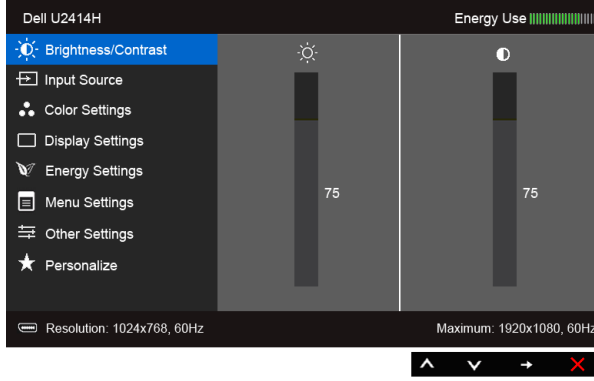 Dell U2414H
Energy Use
Brightness/Contrast
Input Source
Color Settings
Display Settings
Energy Settings
Menu Settings
Other Settings
Personalize
75
75
Resolution: 1024x768, 60Hz
Maximum: 1920x1080, 60Hz